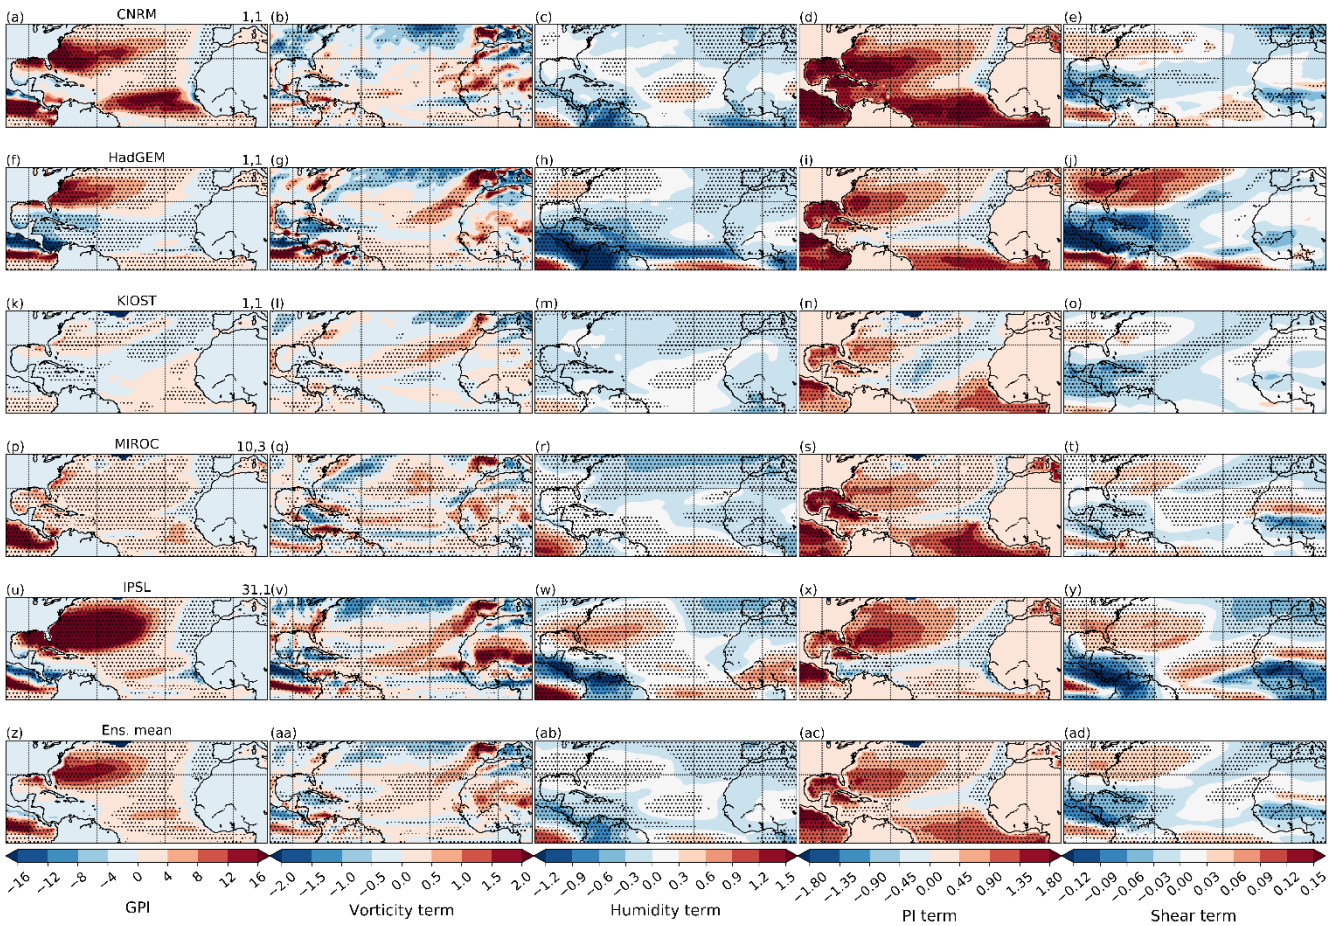 (a) CNRM 1,1 (b) (c) (d) (e)
(f) HadGEM 1,1 (g) (h) (i) (j)
(k) KIOST 1,1 (l) (m) (n) (o)
(p) MIROC 10,3 (q) (r) (s) (t)
(u) IPSL 31,1 (v) (w) (x) (y)
(z) Ens. mean (aa) (ab) (ac) (ad)
−16 −12 −8 −4 0 4 8 12 16
−2.0 −1.5 −1.0 −0.5 0.0 0.5 1.0 1.5 2.0
−1.2 −0.9 −0.6 −0.3 0.0 0.3 0.6 0.9 1.2 1.5
−1.80 −1.35 −0.90 −0.45 0.00 0.45 0.90 1.35 1.80
−0.12 −0.09 −0.06 −0.03 0.00 0.03 0.06 0.09 0.12 0.15
GPI Vorticity term Humidity term PI term Shear term